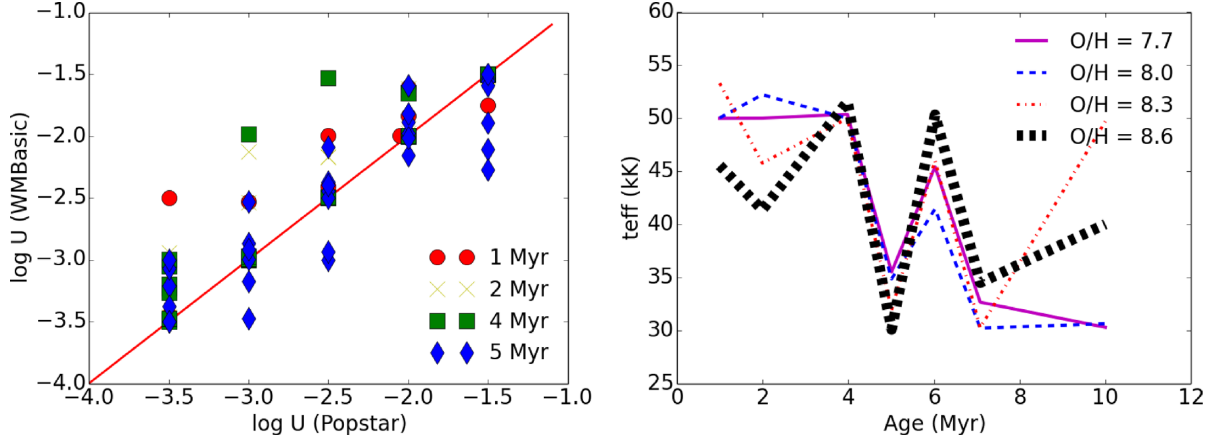 −1.0
−1.5
−2.0
−2.5
−3.0
−3.5
−4.0
log U (WMBasic)
1 Myr
2 Myr
4 Myr
5 Myr
−4.0 −3.5 −3.0 −2.5 −2.0 −1.5 −1.0
log U (Popstar)
60
55
50
45
40
35
30
25
teff (kK)
O/H = 7.7
O/H = 8.0
O/H = 8.3
O/H = 8.6
0 2 4 6 8 10 12
Age (Myr)